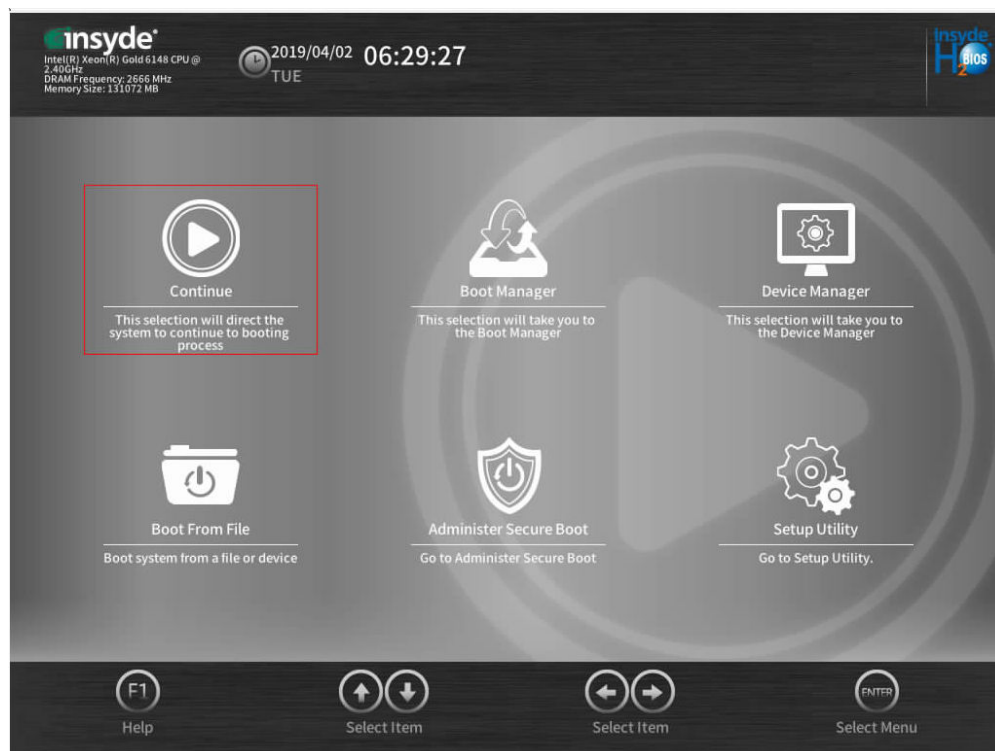 insyde®
Intel(R) Xeon(R) Gold 6148 CPU @
2.40GHz
DRAM Frequency: 2666 MHz
Memory Size: 131072 MB
2019/04/02 06:29:27
TUE
insyde
H2BIOS
Continue
This selection will direct the
system to continue to booting
process
Boot Manager
This selection will take you to
the Boot Manager
Device Manager
This selection will take you to
the Device Manager
Boot From File
Boot system from a file or device
Administer Secure Boot
Go to Administer Secure Boot
Setup Utility
Go to Setup Utility.
F1
Help
Select Item
Select Item
ENTER
Select Menu